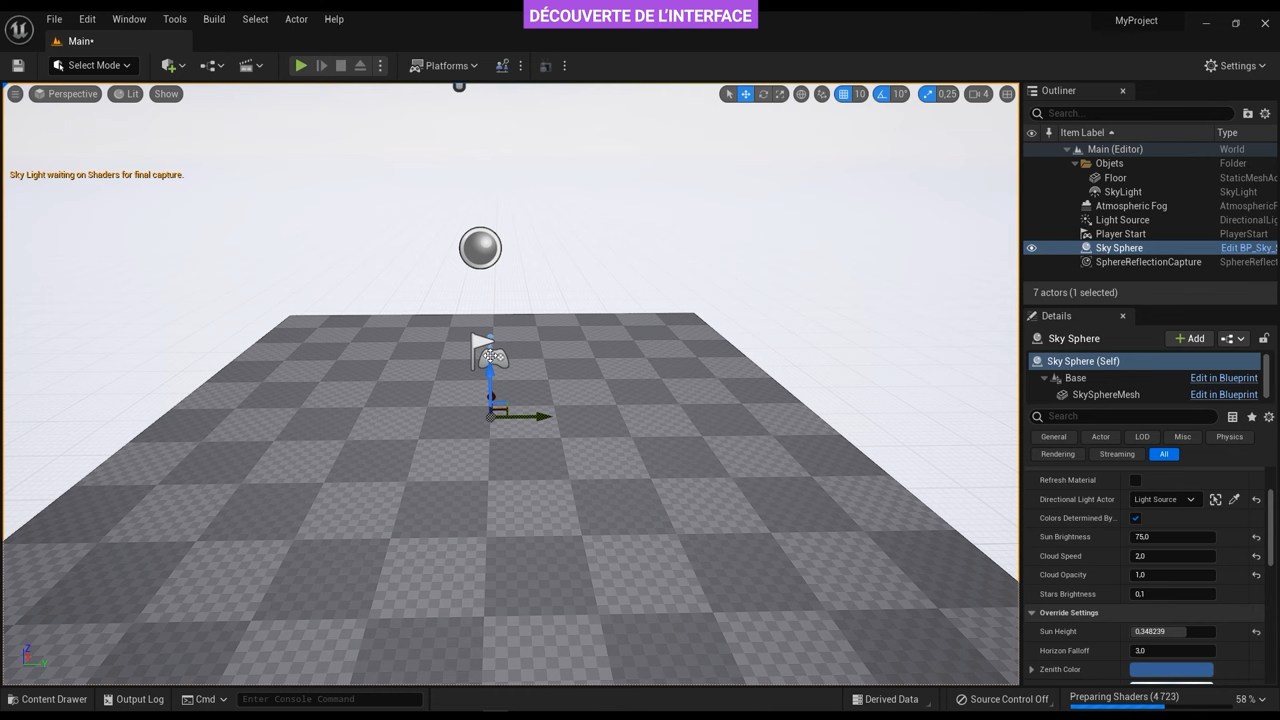 DÉCOUVERTE DE L'INTERFACE
File Edit Window Tools Build Select Actor Help
MyProject
Main•
Select Mode
Platforms
Settings
Perspective Lit Show
10 10° 0,25 4
Sky Light waiting on Shaders for final capture.
Outliner
Search...
Item Label Type
Main (Editor) World
Objets Folder
Floor StaticMeshAc
SkyLight SkyLight
Atmospheric Fog AtmosphericF
Light Source DirectionalLig
Player Start PlayerStart
Sky Sphere Edit BP_Sky_
SphereReflectionCapture SphereReflect
7 actors (1 selected)
Details
Sky Sphere
Add
Sky Sphere (Self)
Base Edit in Blueprint
SkySphereMesh Edit in Blueprint
Search
General Actor LOD Misc Physics
Rendering Streaming All
Refresh Material
Directional Light Actor Light Source
Colors Determined By...
Sun Brightness 75,0
Cloud Speed 2,0
Cloud Opacity 1,0
Stars Brightness 0,1
Override Settings
Sun Height 0,348239
Horizon Falloff 3,0
Zenith Color
Z
Y
Content Drawer Output Log Cmd Enter Console Command
Derived Data Source Control Off Preparing Shaders (4 723) 58 %